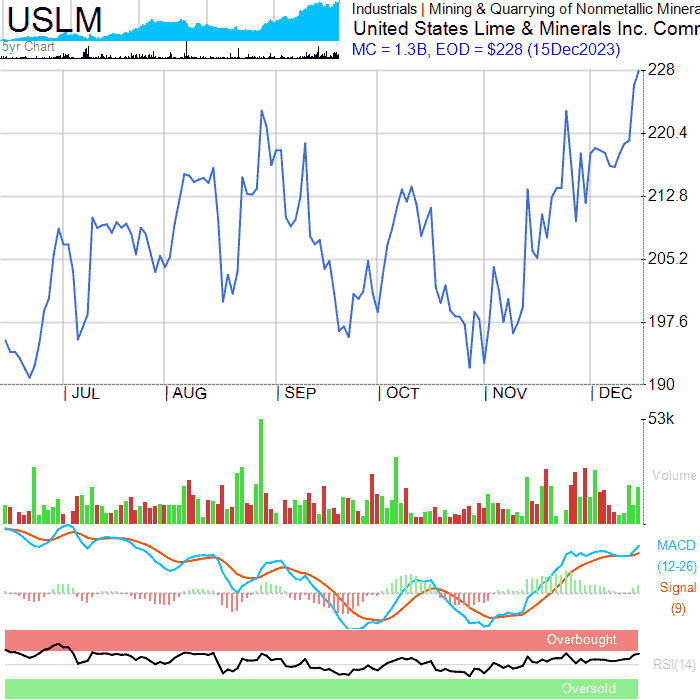 USLM
5yr Chart
Industrials | Mining & Quarrying of Nonmetallic Minera
United States Lime & Minerals Inc. Comm
MC = 1.3B, EOD = $228 (15Dec2023)
228
220.4
212.8
205.2
197.6
190
JUL AUG SEP OCT NOV DEC
53k
Volume
MACD
(12-26)
Signal
(9)
Overbought
RSI(14)
Oversold